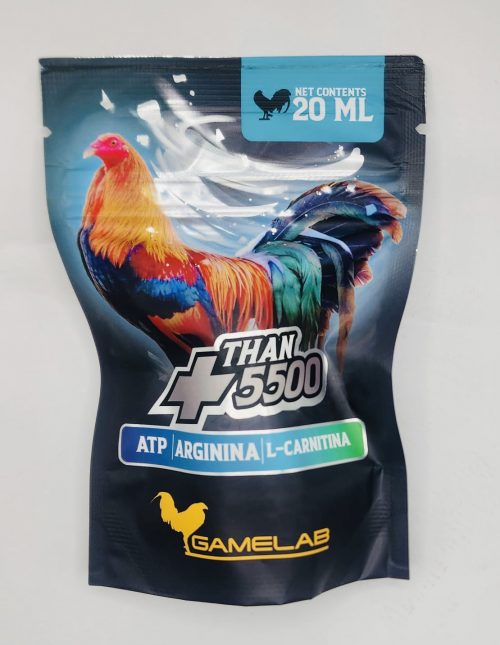 NET CONTENTS
20 ML
THAN
+5500
ATP | ARGININA | L-CARNITINA
GAMELAB